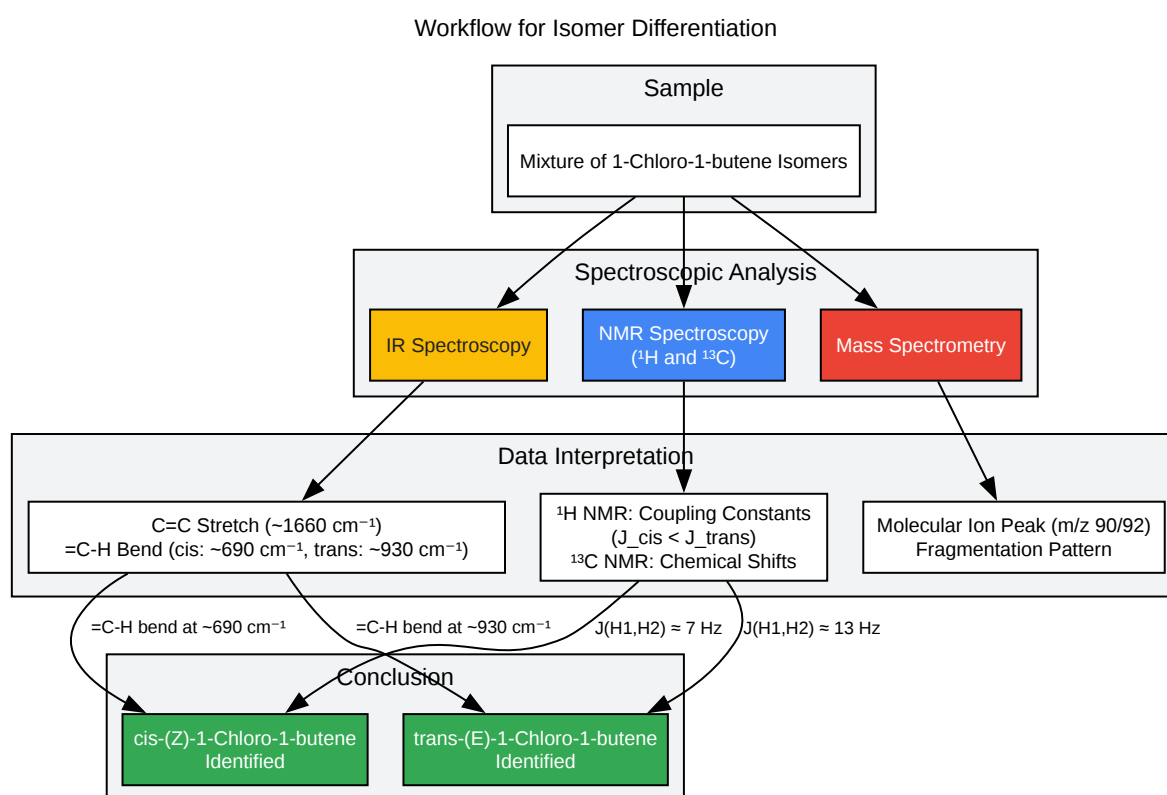 Workflow for Isomer Differentiation
Sample
Mixture of 1-Chloro-1-butene Isomers
Spectroscopic Analysis
IR Spectroscopy
NMR Spectroscopy
(¹H and ¹³C)
Mass Spectrometry
Data Interpretation
C=C Stretch (~1660 cm⁻¹)
=C-H Bend (cis: ~690 cm⁻¹, trans: ~930 cm⁻¹)
¹H NMR: Coupling Constants
(J_cis < J_trans)
¹³C NMR: Chemical Shifts
Molecular Ion Peak (m/z 90/92)
Fragmentation Pattern
=C-H bend at ~690 cm⁻¹
=C-H bend at ~930 cm⁻¹
J(H1,H2) ≈ 7 Hz
J(H1,H2) ≈ 13 Hz
Conclusion
cis-(Z)-1-Chloro-1-butene
Identified
trans-(E)-1-Chloro-1-butene
Identified